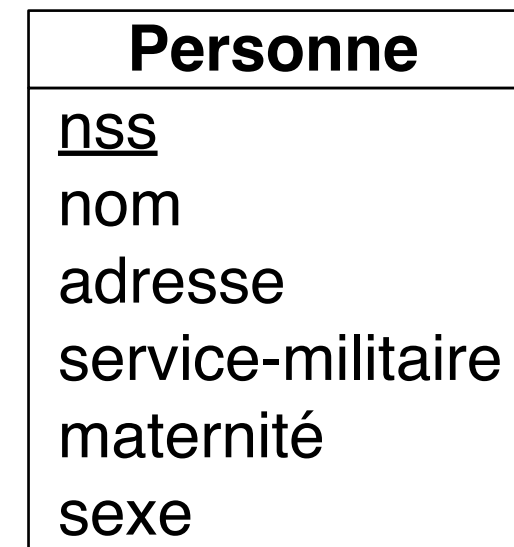 Personne
nss
nom
adresse
service-militaire
maternité
sexe